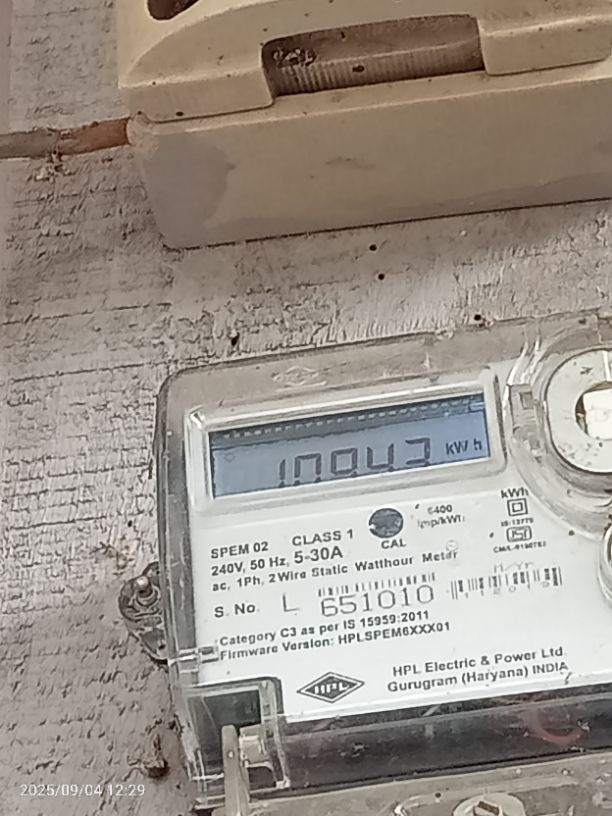 kWh
SPEM 02 CLASS 1
240V, 50 Hz, 5-30A
ac, 1Ph, 2Wire Static Watthour Meter
CAL
6400
imp/kWh
kWh
S. No. L 651010
Category C3 as per IS 15959:2011
Firmware Version: HPLSPEM6XXX01
HPL
HPL Electric & Power Ltd.
Gurugram (Haryana) INDIA
2025/09/04 12:29